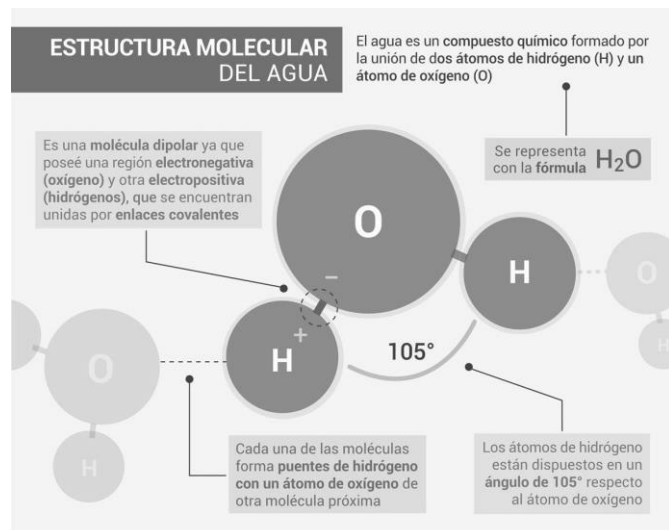 ESTRUCTURA MOLECULAR
DEL AGUA
El agua es un compuesto químico formado por
la unión de dos átomos de hidrógeno (H) y un
átomo de oxígeno (O)
Es una molécula dipolar ya que
poseé una región electronegativa
(oxígeno) y otra electropositiva
(hidrógenos), que se encuentran
unidas por enlaces covalentes
Se representa
con la fórmula
H₂O
O
H
O
H
−
+
H
105°
O
H
Cada una de las moléculas
forma puentes de hidrógeno
con un átomo de oxígeno de
otra molécula próxima
Los átomos de hidrógeno
están dispuestos en un
ángulo de 105° respecto
al átomo de oxígeno